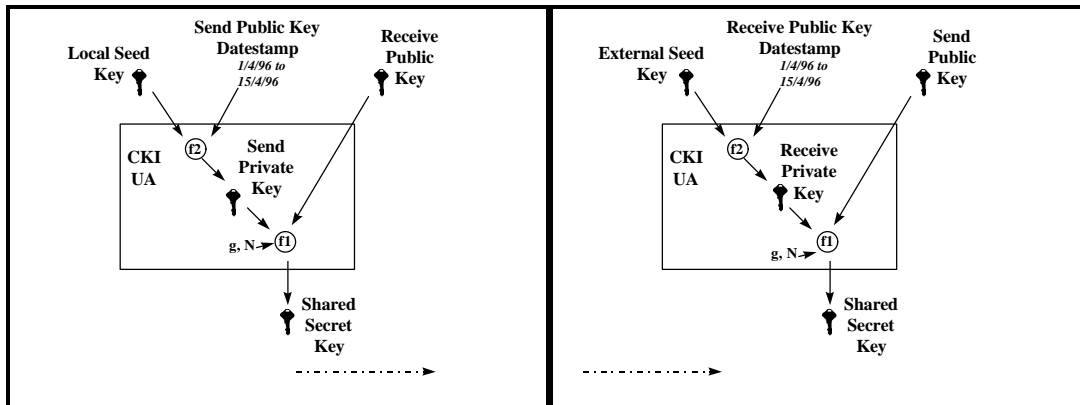 Send Public Key
Datestamp
1/4/96 to
15/4/96
Local Seed
Key
Receive
Public
Key
CKI
UA
f2
Send
Private
Key
g, N
f1
Shared
Secret
Key
Receive Public Key
Datestamp
1/4/96 to
15/4/96
External Seed
Key
Send
Public
Key
CKI
UA
f2
Receive
Private
Key
g, N
f1
Shared
Secret
Key